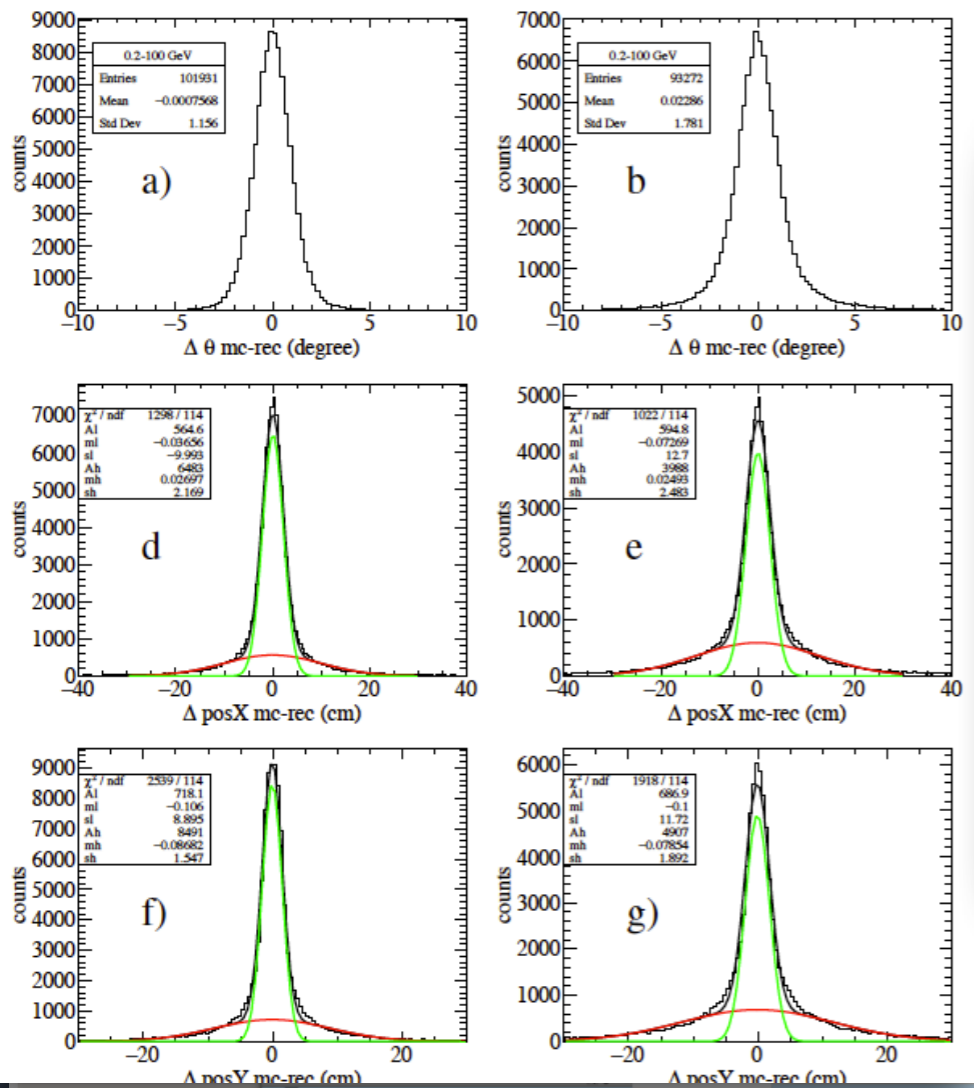 9000
8000
7000
6000
5000
4000
3000
2000
1000
0
counts
0.2-100 GeV
Entries 101931
Mean −0.0007568
Std Dev 1.156
a)
−10 −5 0 5 10
Δ θ mc-rec (degree)
7000
6000
5000
4000
3000
2000
1000
0
counts
0.2-100 GeV
Entries 93272
Mean 0.02286
Std Dev 1.781
b
−10 −5 0 5 10
Δ θ mc-rec (degree)
7000
6000
5000
4000
3000
2000
1000
0
counts
χ² / ndf 1298 / 114
Al 564.6
ml −0.03656
sl −9.993
Ah 6483
mh 0.02697
sh 2.169
d
−40 −20 0 20 40
Δ posX mc-rec (cm)
5000
4000
3000
2000
1000
0
counts
χ² / ndf 1022 / 114
Al 594.8
ml −0.07269
sl 12.7
Ah 3988
mh 0.02493
sh 2.483
e
−40 −20 0 20 40
Δ posX mc-rec (cm)
9000
8000
7000
6000
5000
4000
3000
2000
1000
0
counts
χ² / ndf 2539 / 114
Al 718.1
ml −0.106
sl 8.895
Ah 8491
mh −0.08682
sh 1.547
f)
−20 0 20
Δ posY mc-rec (cm)
6000
5000
4000
3000
2000
1000
0
counts
χ² / ndf 1918 / 114
Al 686.9
ml −0.1
sl 11.72
Ah 4907
mh −0.07854
sh 1.892
g)
−20 0 20
Δ posY mc-rec (cm)